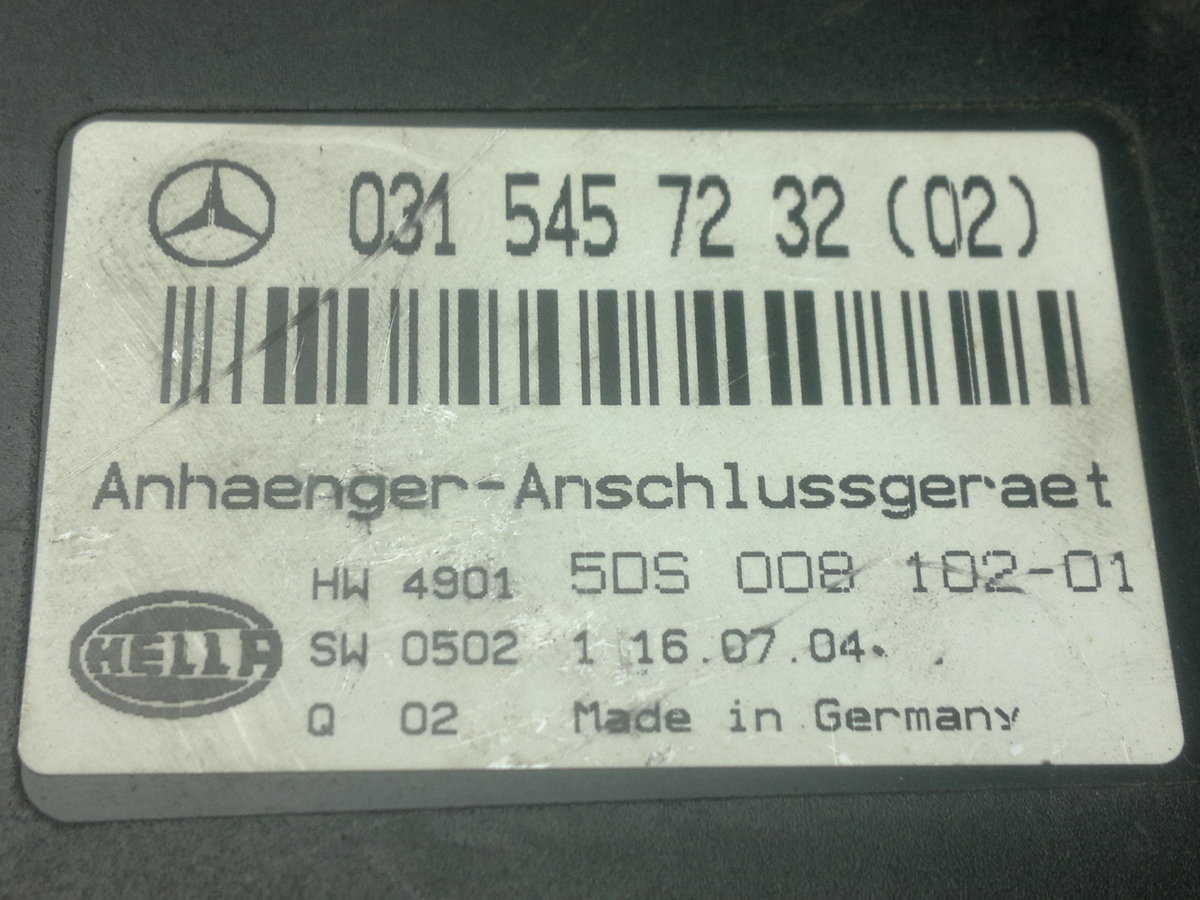 031 545 72 32 (02)
Anhaenger-Anschlussgeraet
HW 4901 5DS 008 102-01
HELLA SW 0502 1 16.07.04.
Q 02 Made in Germany